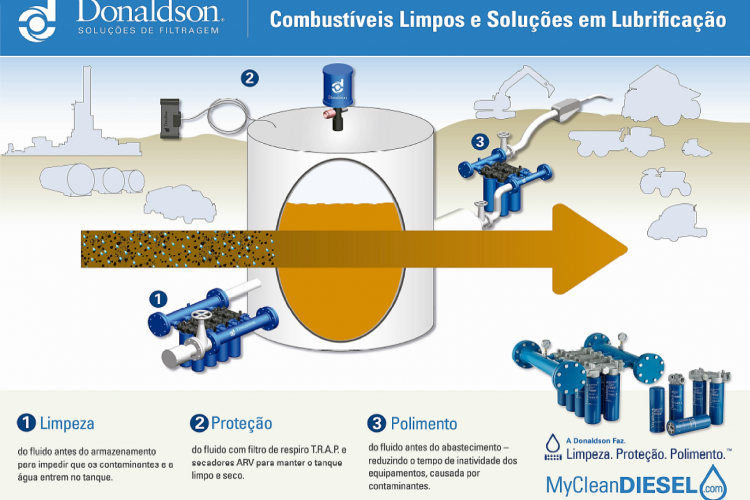 Donaldson®
SOLUÇÕES DE FILTRAGEM
Combustíveis Limpos e Soluções em Lubrificação
2
Donaldson
3
1
1 Limpeza
do fluido antes do armazenamento
para impedir que os contaminantes e a
água entrem no tanque.
2 Proteção
do fluido com filtro de respiro T.R.A.P. e
secadores ARV para manter o tanque
limpo e seco.
3 Polimento
do fluido antes do abastecimento –
reduzindo o tempo de inatividade dos
equipamentos, causada por
contaminantes.
A Donaldson Faz.
Limpeza. Proteção. Polimento.™
MyCleanDIESEL.com